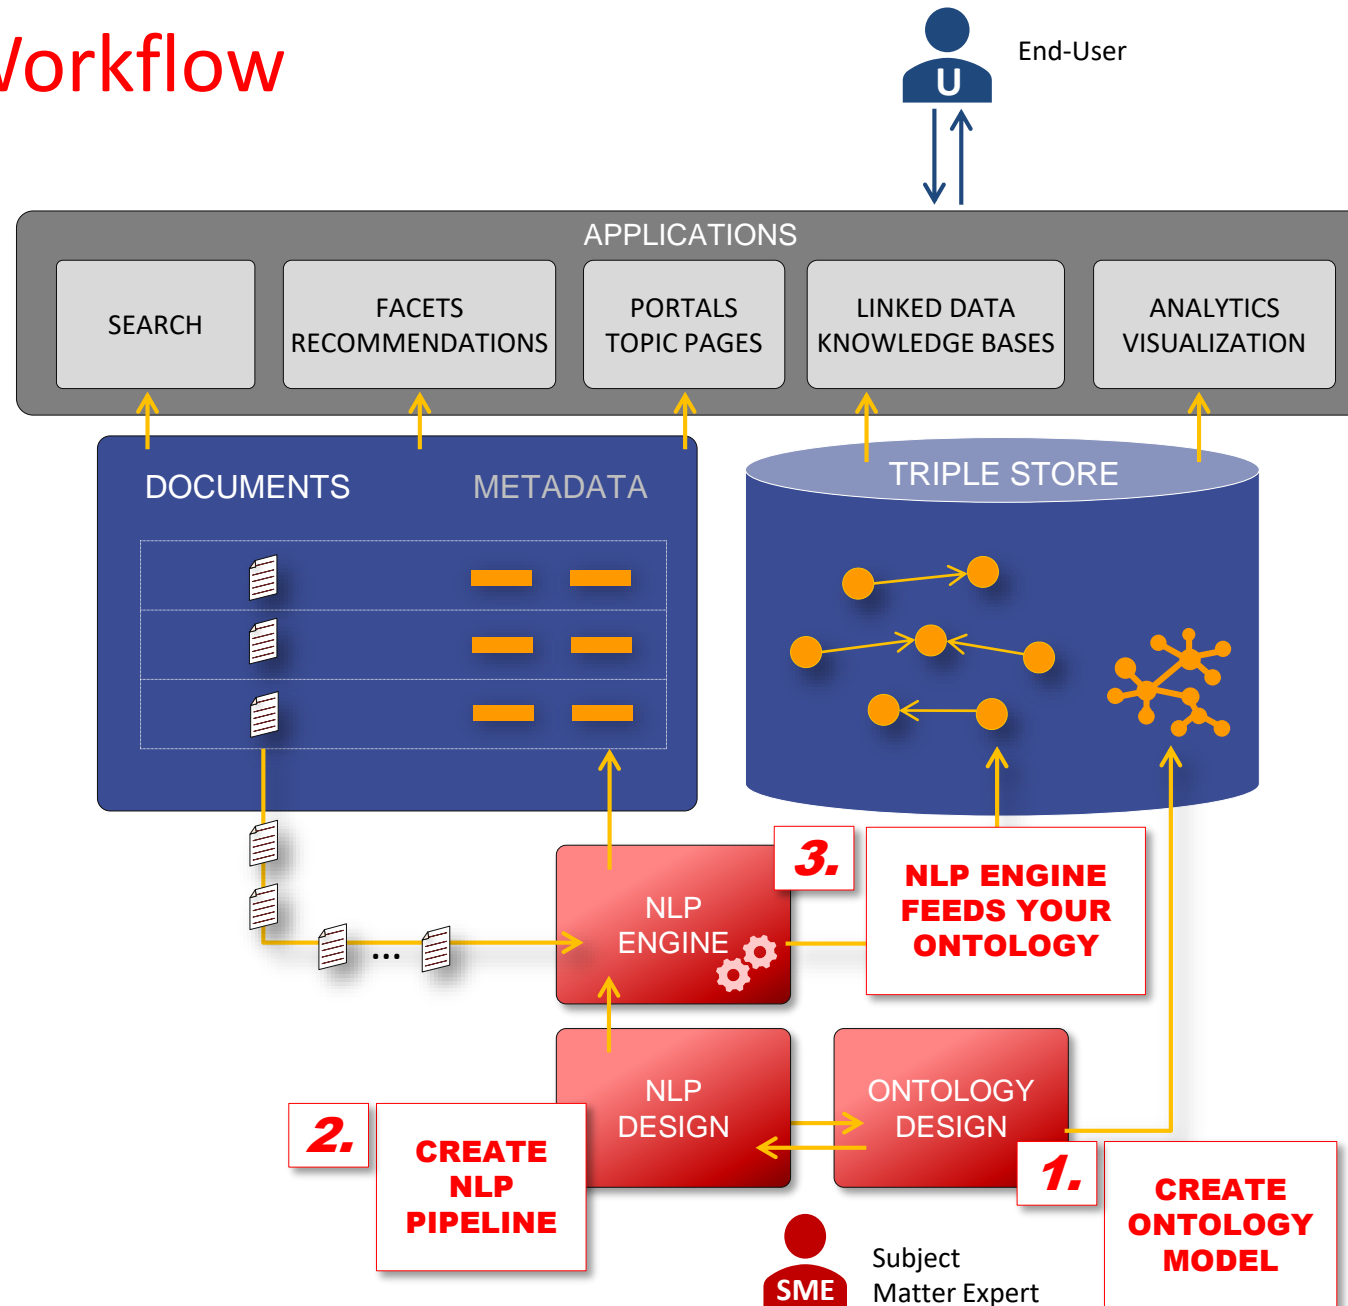 Workflow
End-User
U
APPLICATIONS
SEARCH
FACETS
RECOMMENDATIONS
PORTALS
TOPIC PAGES
LINKED DATA
KNOWLEDGE BASES
ANALYTICS
VISUALIZATION
DOCUMENTS
METADATA
TRIPLE STORE
3.
NLP ENGINE
FEEDS YOUR
ONTOLOGY
NLP
ENGINE
...
NLP
DESIGN
ONTOLOGY
DESIGN
2.
CREATE
NLP
PIPELINE
1.
CREATE
ONTOLOGY
MODEL
SME
Subject
Matter Expert